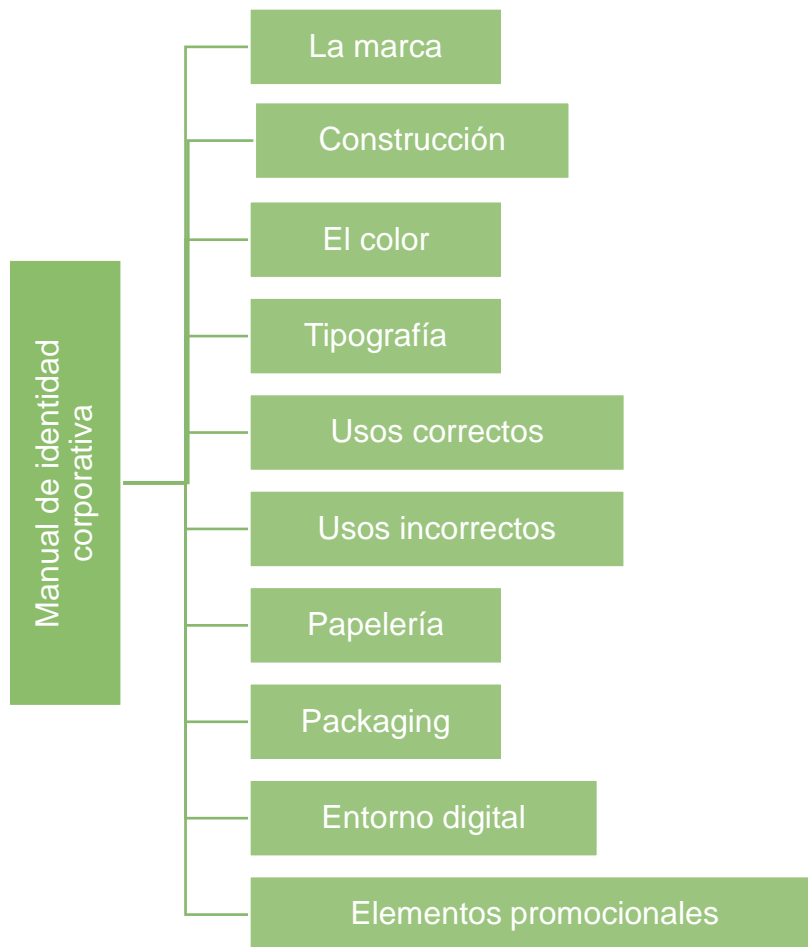 Manual de identidad
corporativa
La marca
Construcción
El color
Tipografía
Usos correctos
Usos incorrectos
Papelería
Packaging
Entorno digital
Elementos promocionales